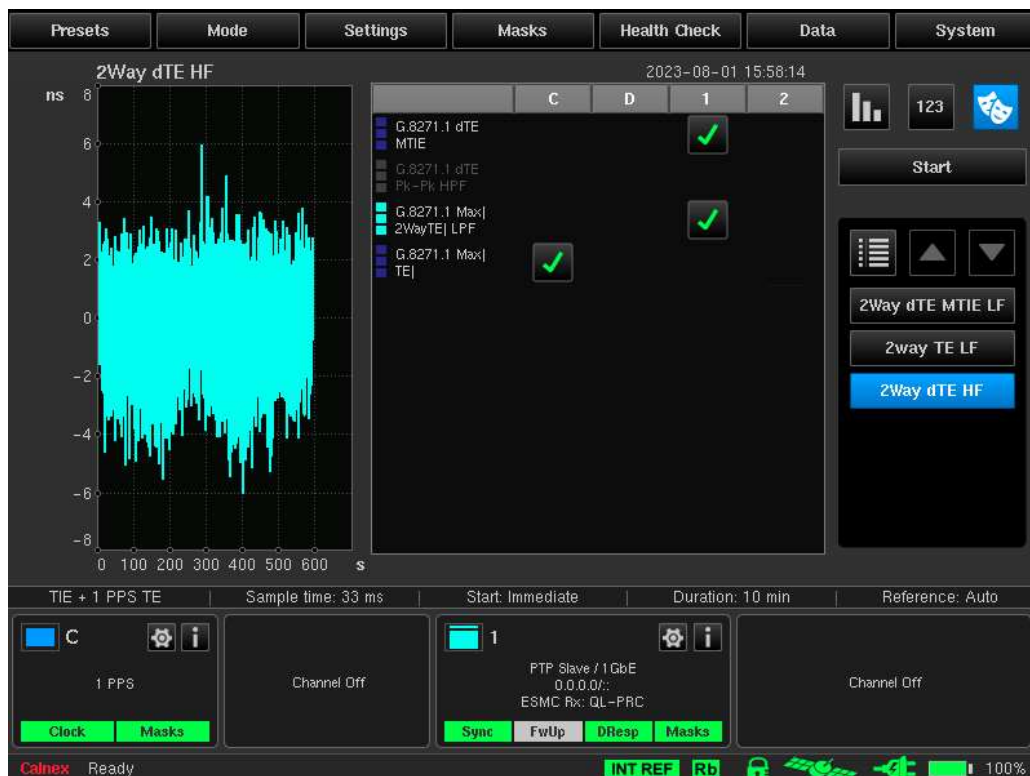 Presets Mode Settings Masks Health Check Data System
2Way dTE HF
2023-08-01 15:58:14
ns
8
6
4
2
0
-2
-4
-6
-8
0 100 200 300 400 500 600 s
C D 1 2
G.8271.1 dTE
MTIE
G.8271.1 dTE
Pk-Pk HPF
G.8271.1 Max|
2WayTE| LPF
G.8271.1 Max|
TE|
123
Start
2Way dTE MTIE LF
2way TE LF
2Way dTE HF
TIE + 1 PPS TE | Sample time: 33 ms | Start: Immediate | Duration: 10 min | Reference: Auto
C
1 PPS
Clock Masks
Channel Off
1
PTP Slave / 1GbE
0.0.0.0/::
ESMC Rx: QL-PRC
Sync FwUp DResp Masks
Channel Off
Calnex Ready INT REF Rb 100%